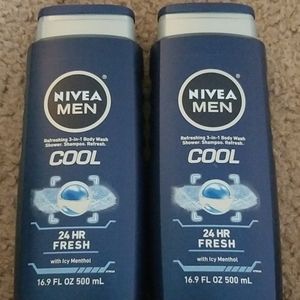 NIVEA
MEN
Refreshing 3-in-1 Body Wash
Shower. Shampoo. Refresh.
COOL
24 HR
FRESH
with Icy Menthol
16.9 FL OZ 500 mL
NIVEA
MEN
Refreshing 3-in-1 Body Wash
Shower. Shampoo. Refresh.
COOL
24 HR
FRESH
with Icy Menthol
16.9 FL OZ 500 mL